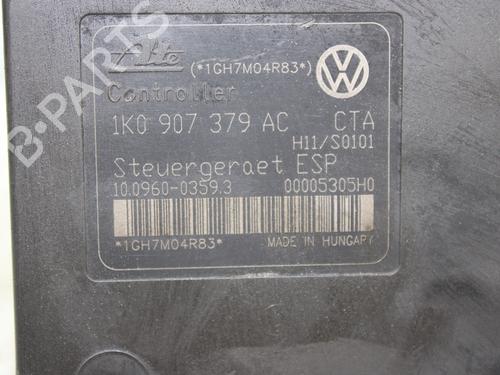 Ate (*1GH7M04R83*)
Controller
1K0 907 379 AC CTA
H11/S0101
Steuergeraet ESP
10.0960-0359.3 00005305H0
*1GH7M04R83* MADE IN HUNGARY
B-Parts